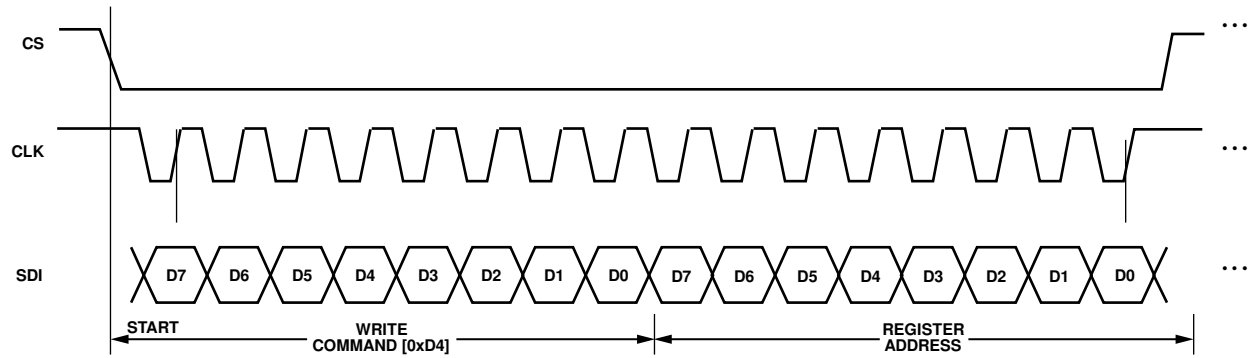 CS
...
CLK
...
SDI
D7 D6 D5 D4 D3 D2 D1 D0 D7 D6 D5 D4 D3 D2 D1 D0
...
START
WRITE
COMMAND [0xD4]
REGISTER
ADDRESS